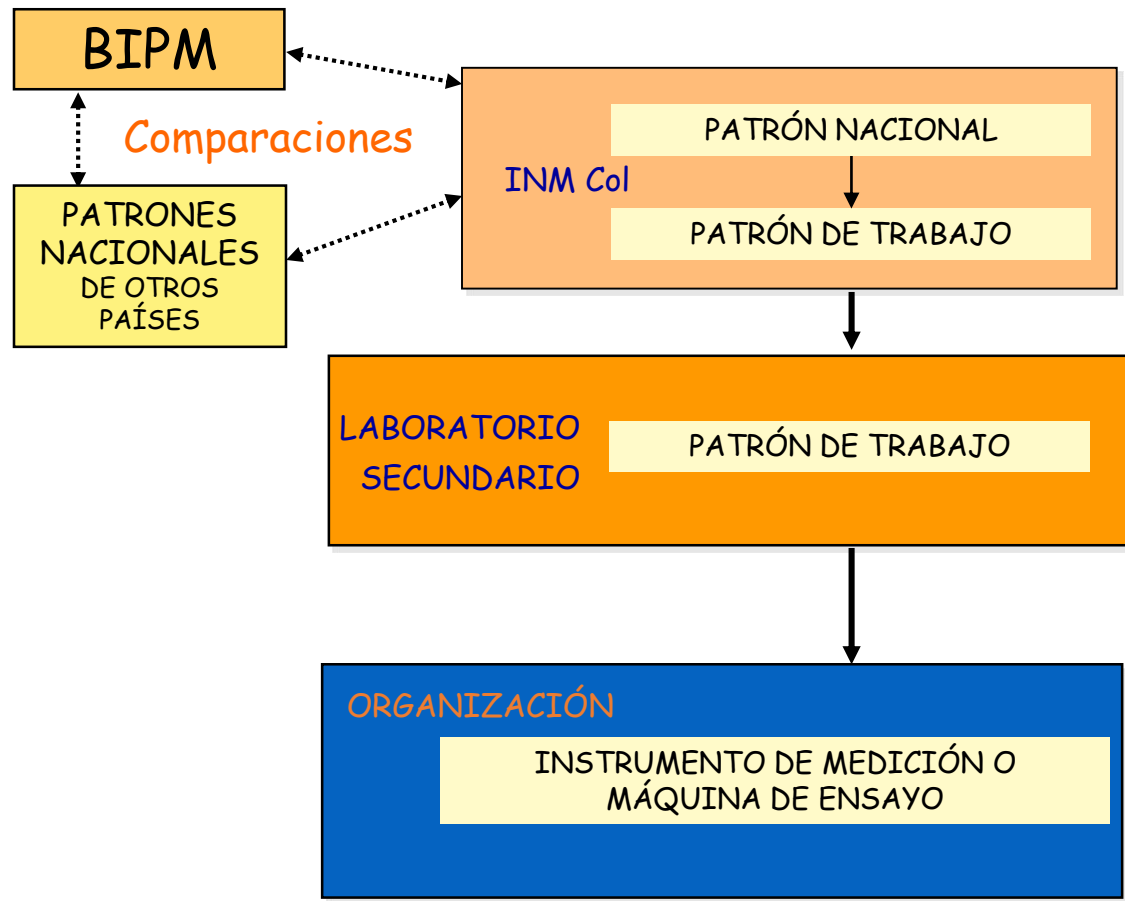 BIPM
Comparaciones
PATRONES
NACIONALES
DE OTROS
PAÍSES
INM Col
PATRÓN NACIONAL
PATRÓN DE TRABAJO
LABORATORIO
SECUNDARIO
PATRÓN DE TRABAJO
ORGANIZACIÓN
INSTRUMENTO DE MEDICIÓN O
MÁQUINA DE ENSAYO